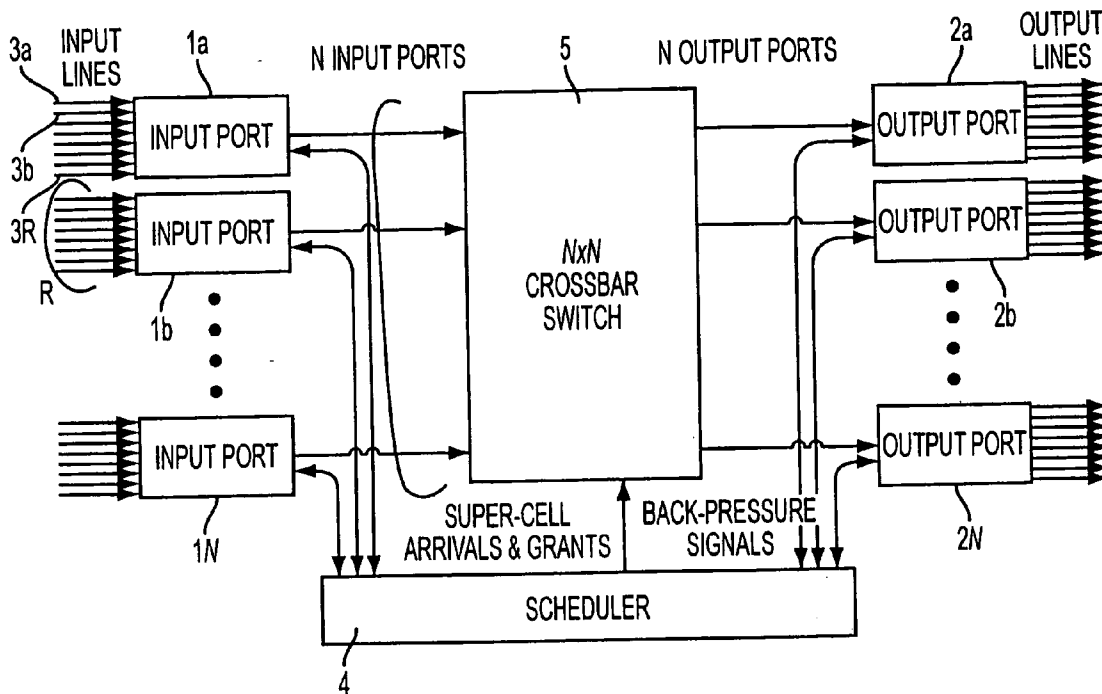 3a
INPUT
LINES
1a
N INPUT PORTS
5
N OUTPUT PORTS
2a
OUTPUT
LINES
INPUT PORT
OUTPUT PORT
3b
3R
INPUT PORT
OUTPUT PORT
R
1b
NxN
CROSSBAR
SWITCH
2b
INPUT PORT
OUTPUT PORT
1N
SUPER-CELL
ARRIVALS & GRANTS
BACK-PRESSURE
SIGNALS
2N
SCHEDULER
4